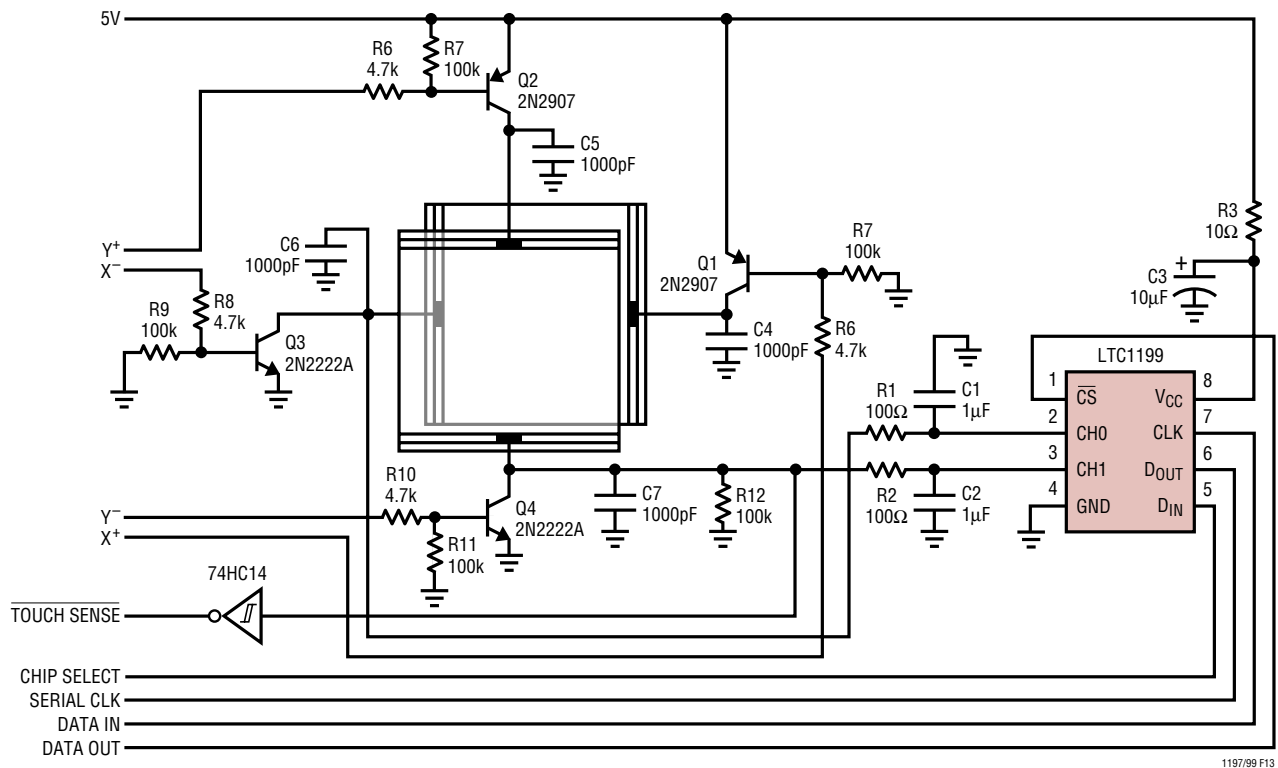 5V
R6
4.7k
R7
100k
Q2
2N2907
C5
1000pF
Y+
X−
C6
1000pF
R9
100k
R8
4.7k
Q3
2N2222A
Q1
2N2907
R7
100k
C4
1000pF
R6
4.7k
R3
10Ω
+
C3
10μF
LTC1199
R1
100Ω
C1
1μF
R2
100Ω
C2
1μF
1
2
3
4
CS
CH0
CH1
GND
VCC
CLK
DOUT
DIN
8
7
6
5
R10
4.7k
Q4
2N2222A
C7
1000pF
R12
100k
R11
100k
Y−
X+
74HC14
TOUCH SENSE
CHIP SELECT
SERIAL CLK
DATA IN
DATA OUT
1197/99 F13